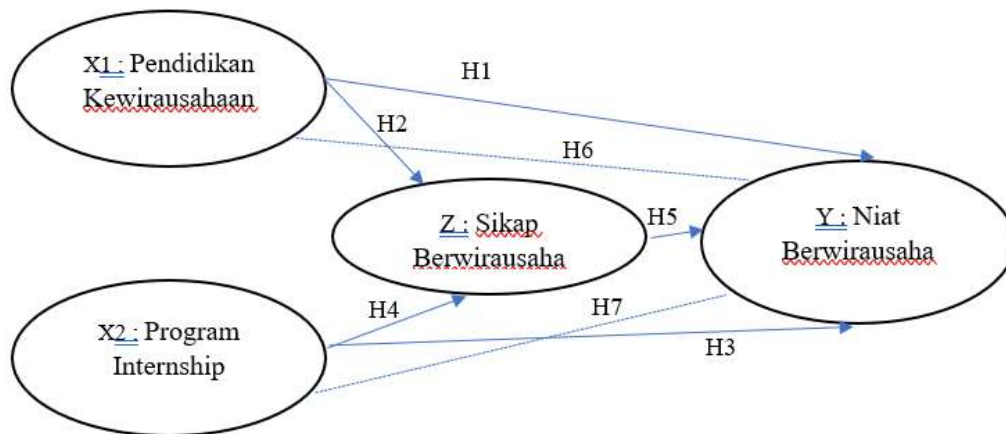 X1 : Pendidikan
Kewirausahaan
H1
H2
H6
Z : Sikap
Berwirausaha
H5
Y : Niat
Berwirausaha
H4
H7
X2 : Program
Internship
H3